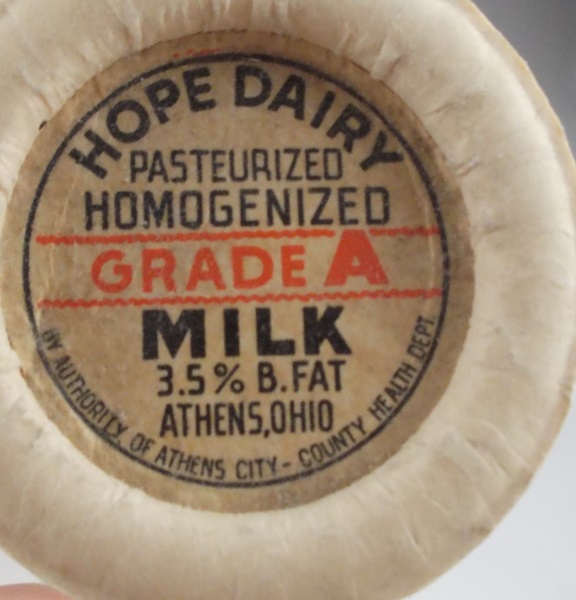 HOPE DAIRY
PASTEURIZED
HOMOGENIZED
GRADE A
MILK
3.5% B.FAT
ATHENS,OHIO
BY AUTHORITY OF ATHENS CITY-COUNTY HEALTH DEPT.